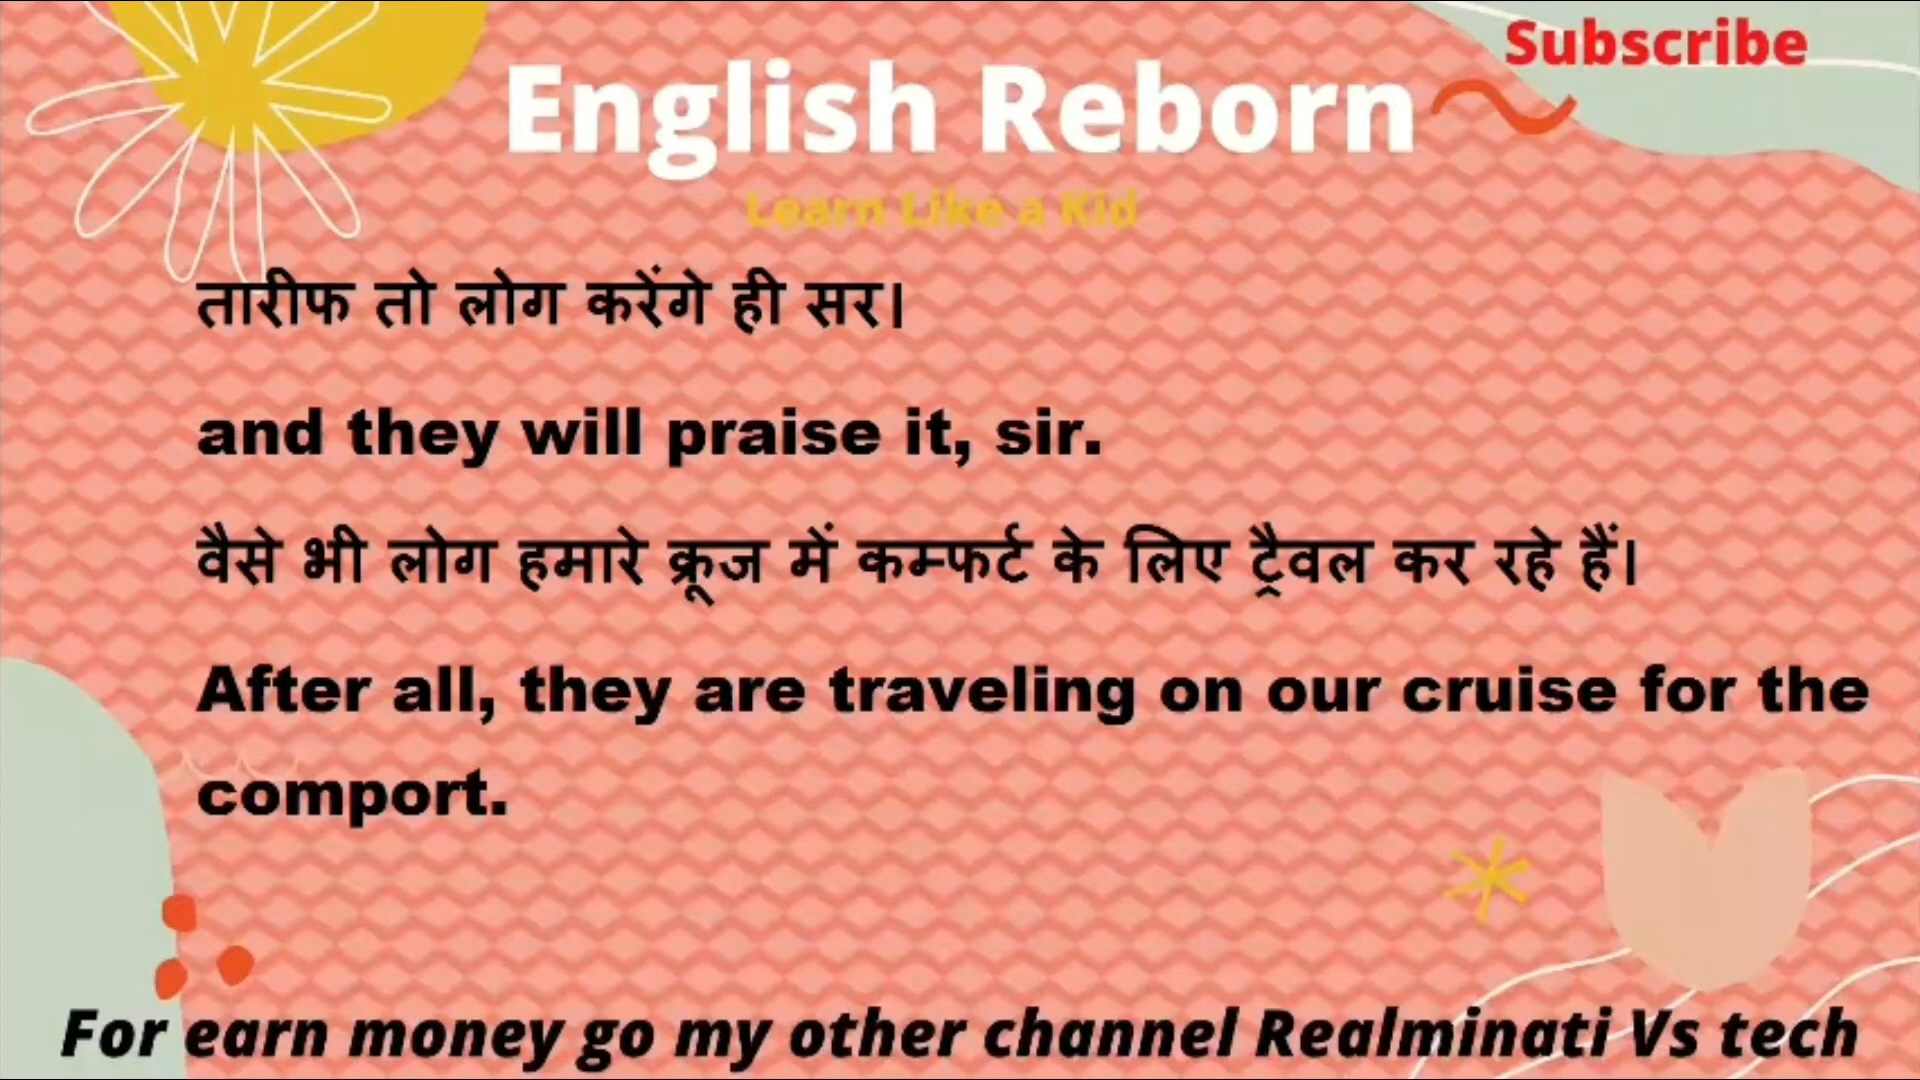 Subscribe
English Reborn
Learn Like a Kid
तारीफ तो लोग करेंगे ही सर।
and they will praise it, sir.
वैसे भी लोग हमारे क्रूज में कम्फर्ट के लिए ट्रैवल कर रहे हैं।
After all, they are traveling on our cruise for the
comport.
For earn money go my other channel Realminati Vs tech